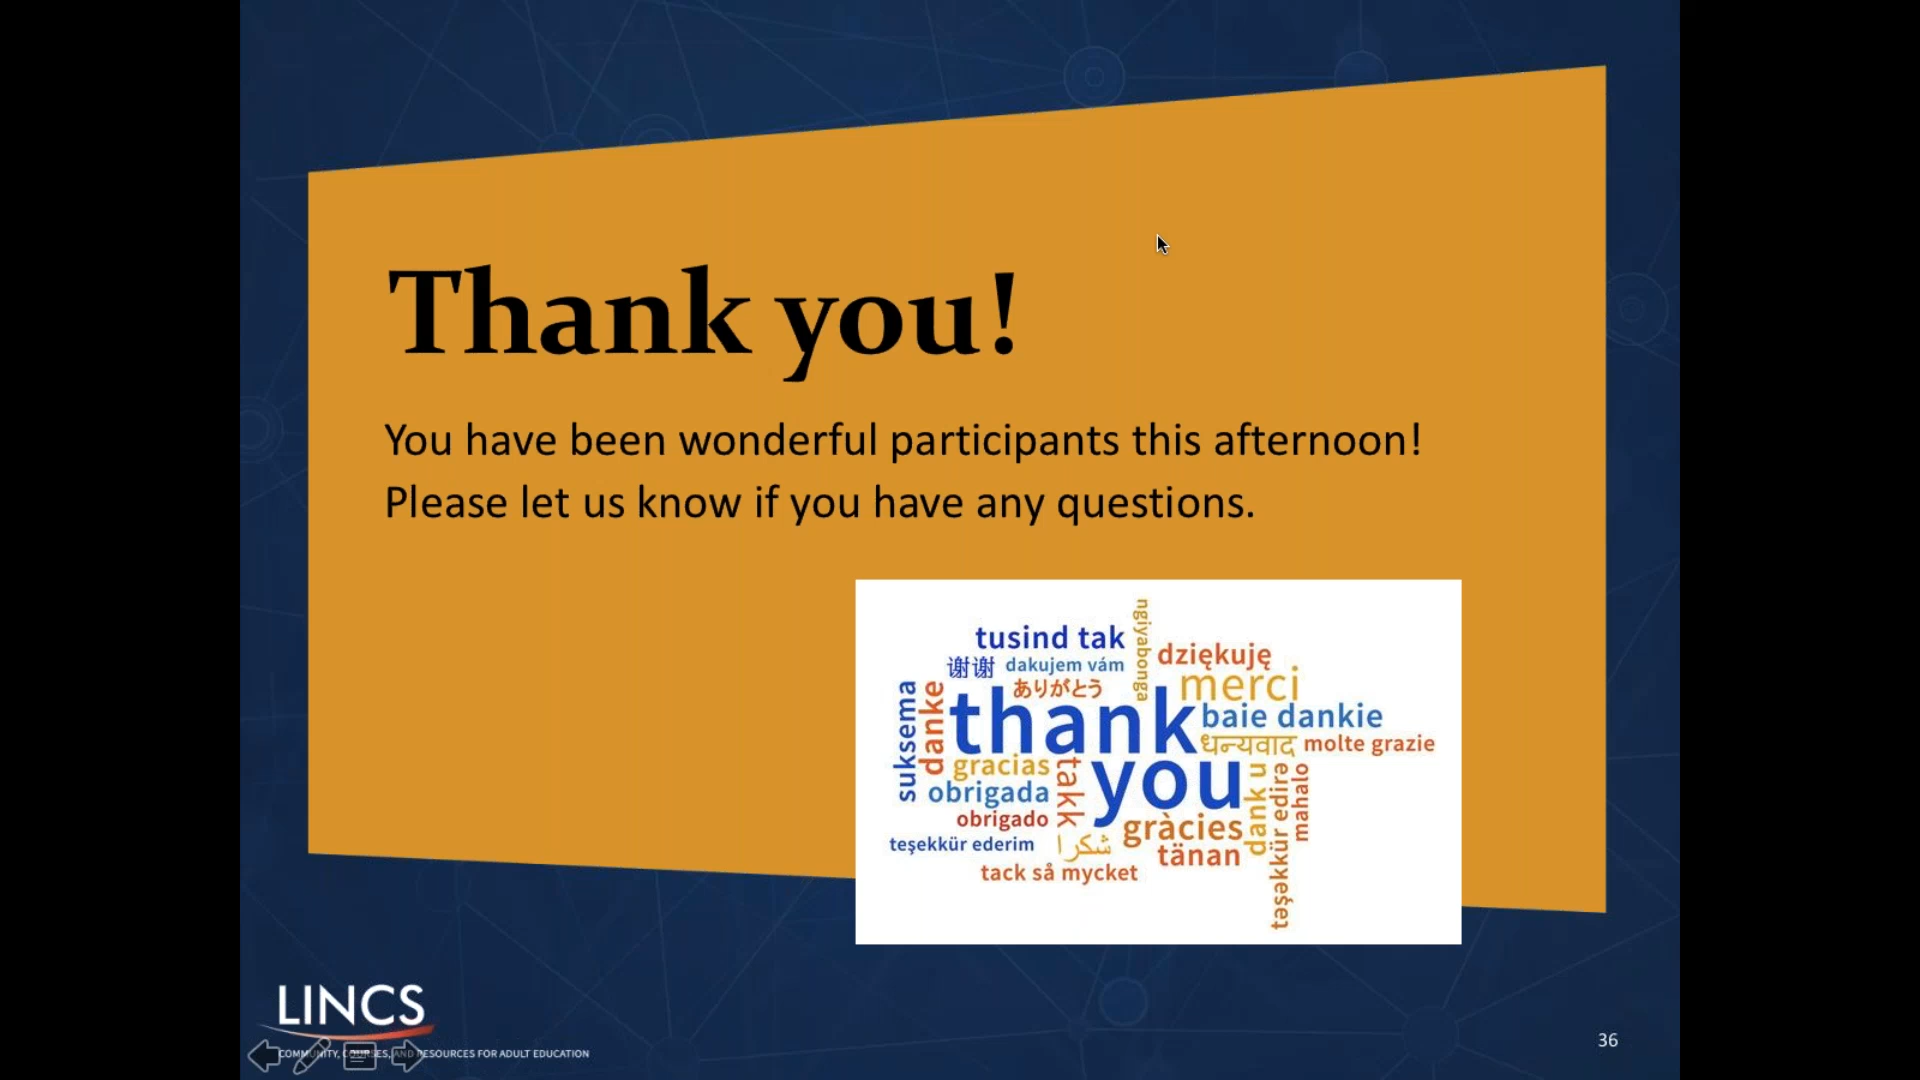 Thank you!
You have been wonderful participants this afternoon!
Please let us know if you have any questions.
ngiyabonga
tusind tak
dziękuję
谢谢
dakujem vám
merci
ありがとう
suksema
danke
thank
baie dankie
धन्यवाद
molte grazie
gracias
takk
you
obrigada
dank u
təşəkkür edirə
mahalo
obrigado
gràcies
teşekkür ederim
شكرا
tänan
tack så mycket
LINCS
COMMUNITY, COURSES, AND RESOURCES FOR ADULT EDUCATION
36